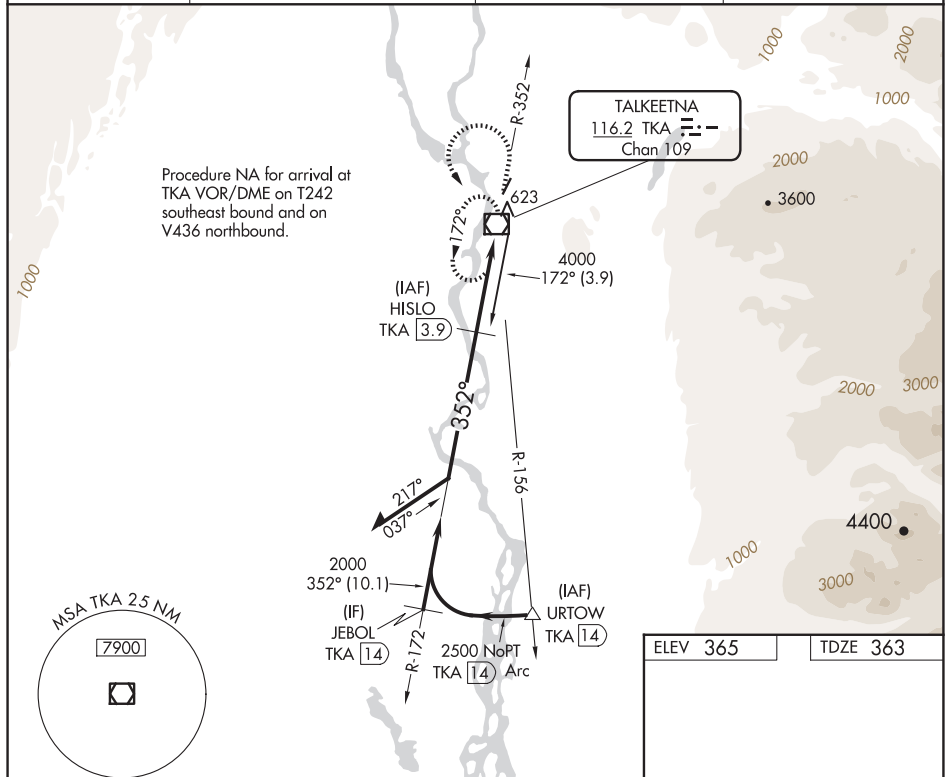 1000
2000
1000
R-352
TALKEETNA
116.2 TKA
Chan 109
2000
Procedure NA for arrival at
TKA VOR/DME on T242
southeast bound and on
V436 northbound.
3600
623
172°
4000
172° (3.9)
1000
(IAF)
HISLO
TKA 3.9
352°
2000 3000
R-156
217°
037°
4400
1000
3000
2000
352° (10.1)
(IF)
JEBOL
TKA 14
R-172
2500 NoPT
TKA 14 Arc
(IAF)
URTOW
TKA 14
MSA TKA 25 NM
7900
ELEV 365 TDZE 363